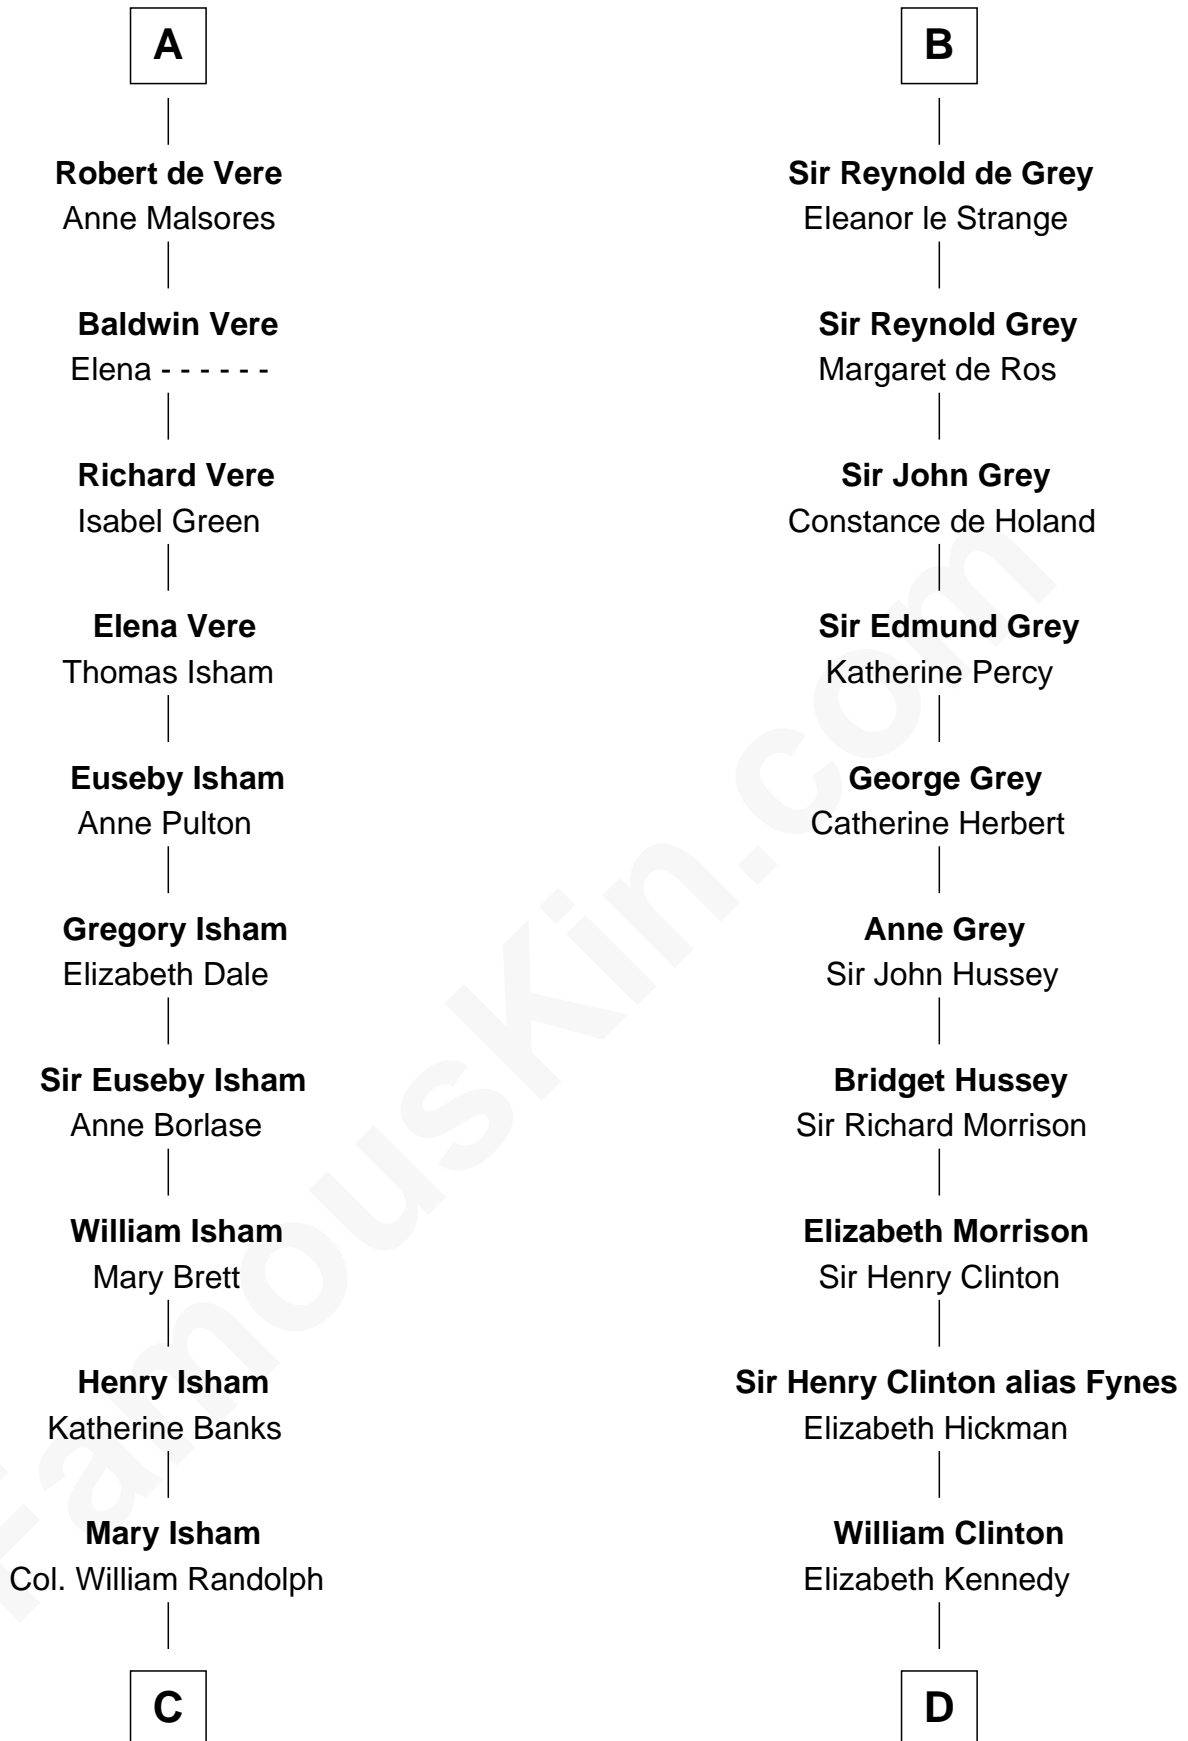 A
Robert de Vere
Anne Malsores
Baldwin Vere
Elena - - - - - -
Richard Vere
Isabel Green
Elena Vere
Thomas Isham
Euseby Isham
Anne Pulton
Gregory Isham
Elizabeth Dale
Sir Euseby Isham
Anne Borlase
William Isham
Mary Brett
Henry Isham
Katherine Banks
Mary Isham
Col. William Randolph
C
B
Sir Reynold de Grey
Eleanor le Strange
Sir Reynold Grey
Margaret de Ros
Sir John Grey
Constance de Holand
Sir Edmund Grey
Katherine Percy
George Grey
Catherine Herbert
Anne Grey
Sir John Hussey
Bridget Hussey
Sir Richard Morrison
Elizabeth Morrison
Sir Henry Clinton
Sir Henry Clinton alias Fynes
Elizabeth Hickman
William Clinton
Elizabeth Kennedy
D
FamousKin.com